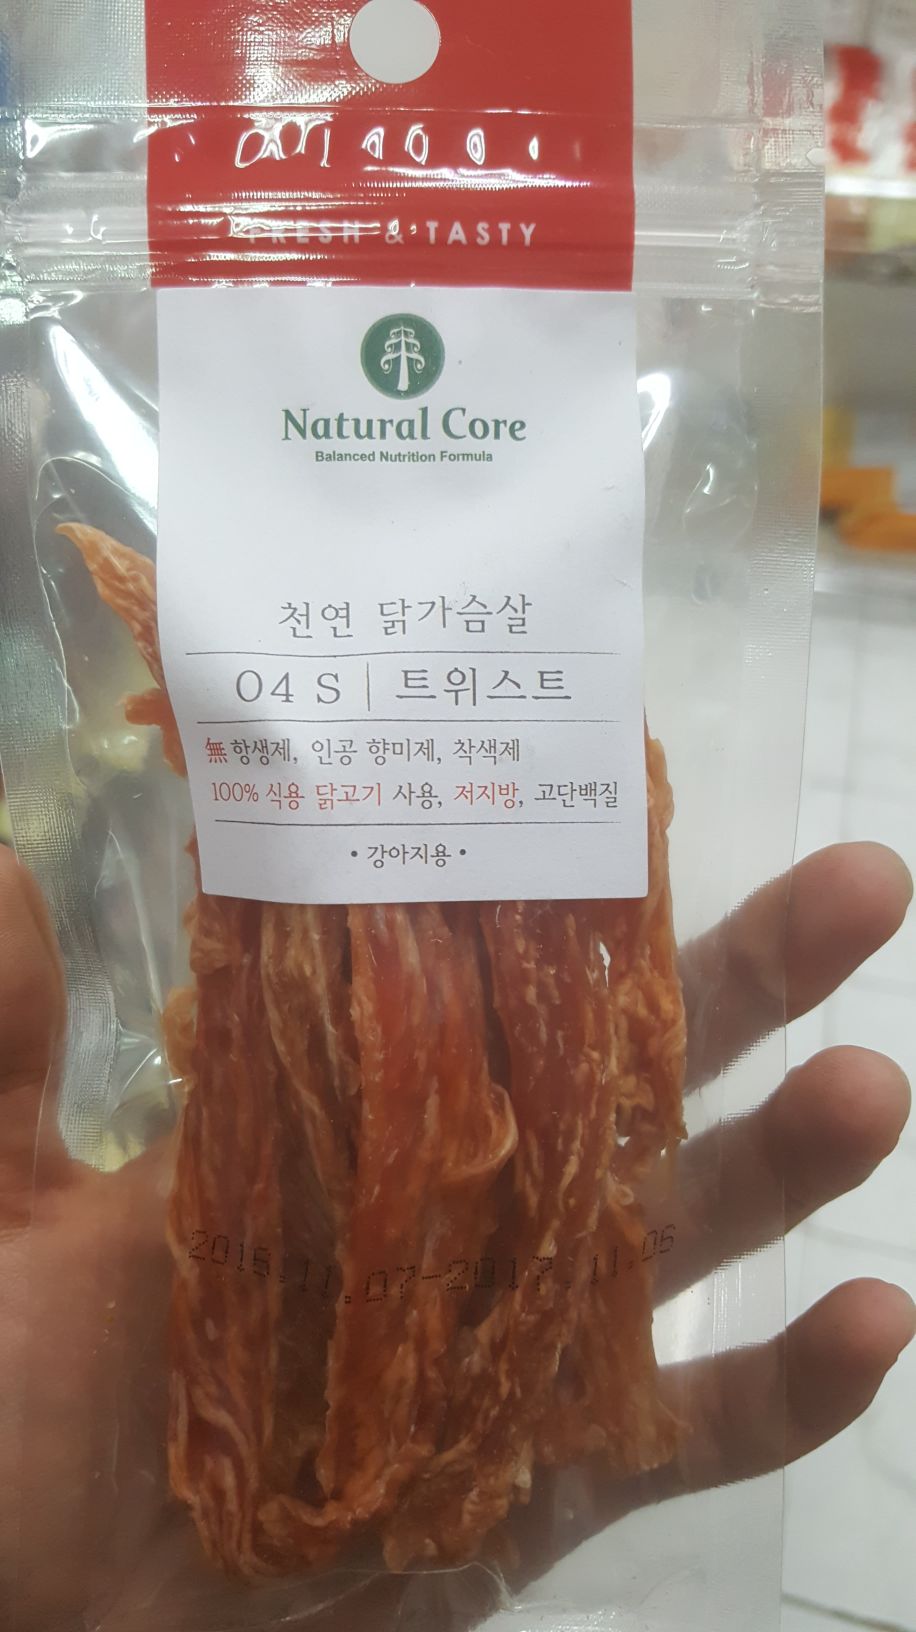 FRESH & TASTY
Natural Core
Balanced Nutrition Formula
천연 닭가슴살
04 S | 트위스트
無항생제, 인공 향미제, 착색제
100% 식용 닭고기 사용, 저지방, 고단백질
• 강아지용 •
2016.11.07-2017.11.06